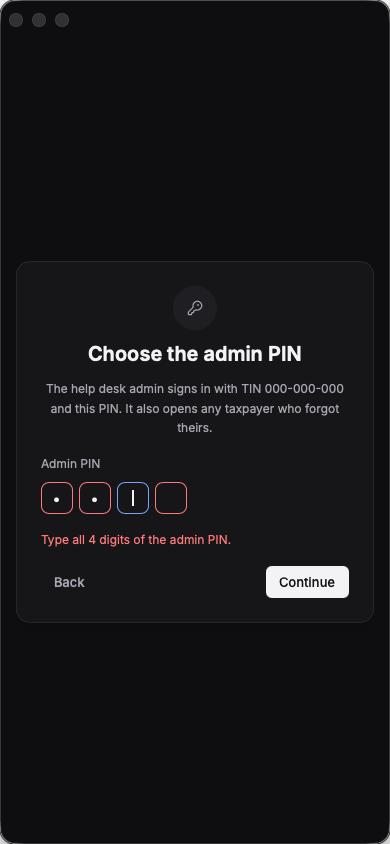 Choose the admin PIN
The help desk admin signs in with TIN 000-000-000
and this PIN. It also opens any taxpayer who forgot
theirs.
Admin PIN
Type all 4 digits of the admin PIN.
Back
Continue